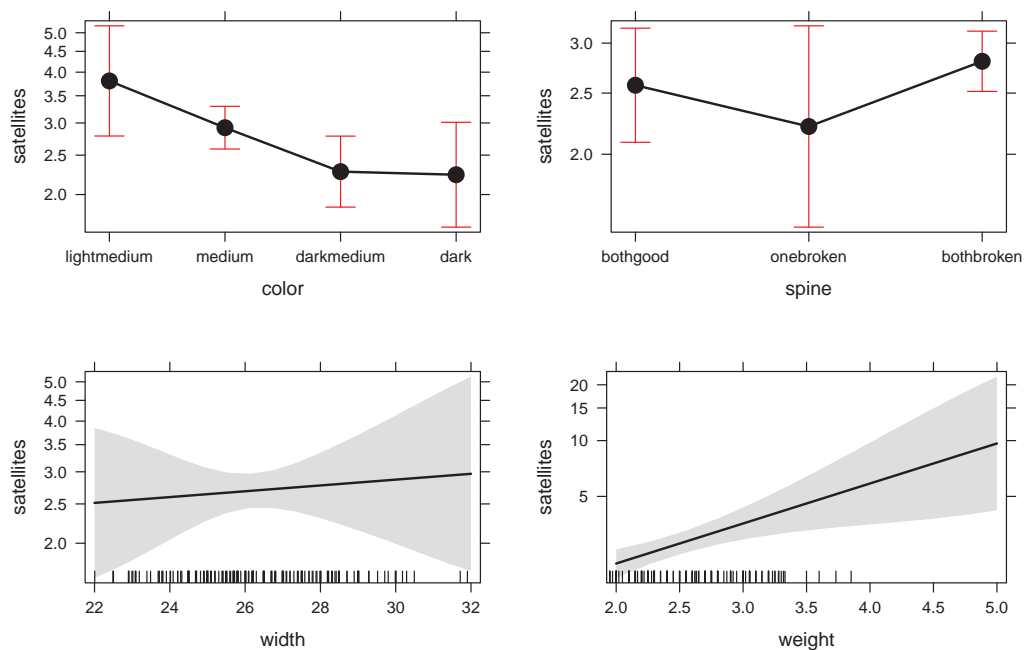 satellites
5.0
4.5
4.0
3.5
3.0
2.5
2.0
lightmedium medium darkmedium dark
color
satellites
3.0
2.5
2.0
bothgood onebroken bothbroken
spine
satellites
5.0
4.5
4.0
3.5
3.0
2.5
2.0
22 24 26 28 30 32
width
satellites
20
15
10
5
2.0 2.5 3.0 3.5 4.0 4.5 5.0
weight